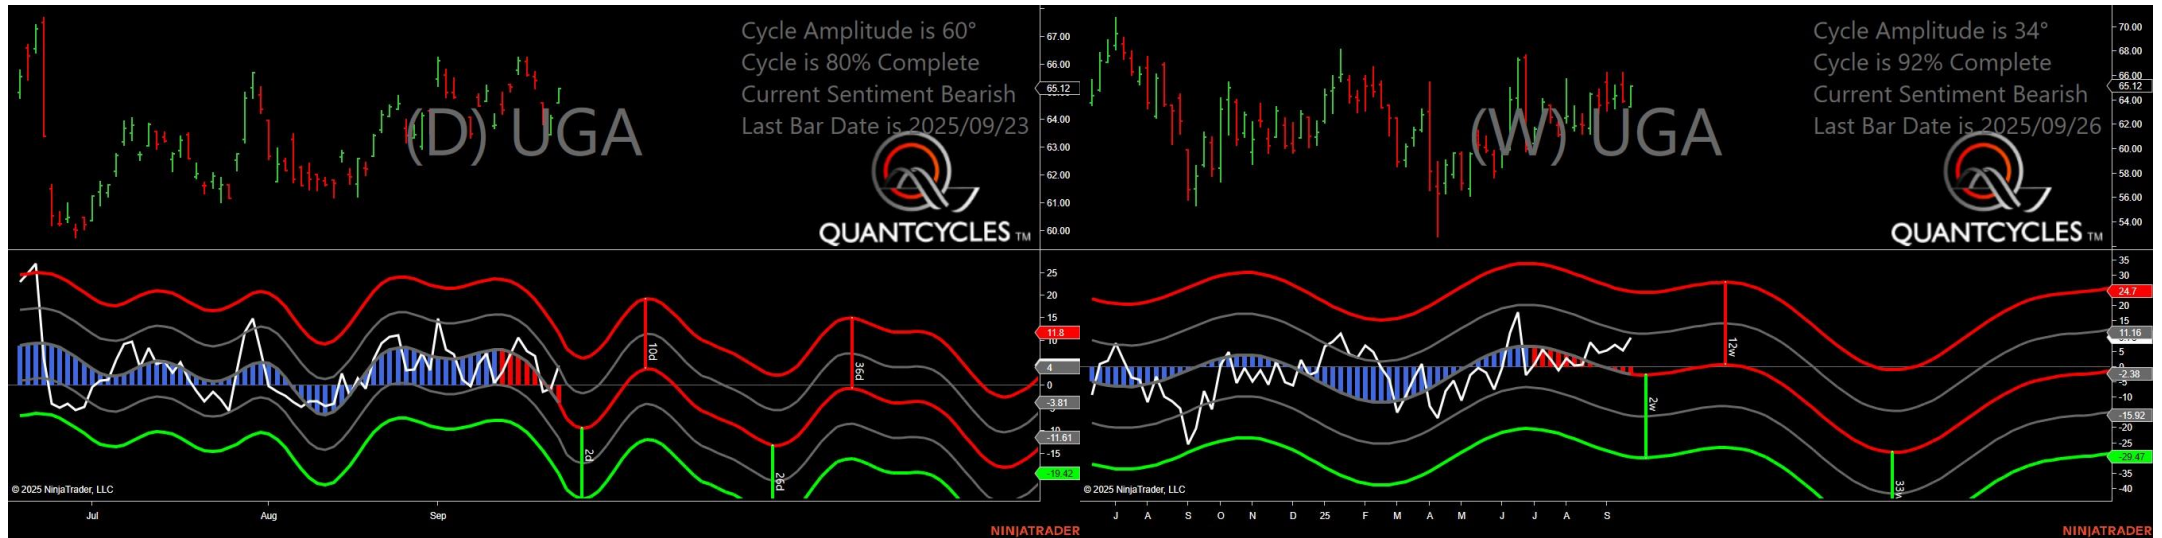 Cycle Amplitude is 60°
Cycle is 80% Complete
Current Sentiment Bearish
Last Bar Date is 2025/09/23
(D) UGA
QUANTCYCLES TM
67.00
66.00
65.12
64.00
63.00
62.00
61.00
60.00
25
20
15
11.8
10
4
0
-3.81
-11.61
-15
-19.42
10d
36d
2d
26d
© 2025 NinjaTrader, LLC
Jul
Aug
Sep
NINJATRADER
Cycle Amplitude is 34°
Cycle is 92% Complete
Current Sentiment Bearish
Last Bar Date is 2025/09/26
(W) UGA
QUANTCYCLES TM
70.00
68.00
66.00
65.12
64.00
62.00
60.00
58.00
56.00
54.00
35
30
24.7
20
15
11.16
5
-2.38
-5
-10
-15.92
-20
-25
-29.47
-35
-40
12w
2w
33w
© 2025 NinjaTrader, LLC
J A S O N D 25 F M A M J J A S
NINJATRADER